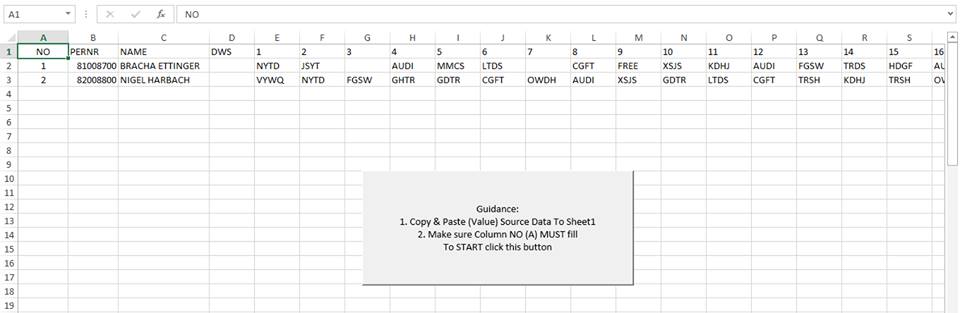 A1 fx NO
A B C D E F G H I J K L M N O P Q R S
1 NO PERNR NAME DWS 1 2 3 4 5 6 7 8 9 10 11 12 13 14 15 16
2 1 81008700 BRACHA ETTINGER NYTD JSYT AUDI MMCS LTDS CGFT FREE XSJS KDHJ AUDI FGSW TRDS HDGF
3 2 82008800 NIGEL HARBACH VYWQ NYTD FGSW GHTR GDTR CGFT OWDH AUDI XSJS GDTR LTDS CGFT TRSH KDHJ TRSH
4
5
6
7
8
9
10
11
12 Guidance:
13 1. Copy & Paste (Value) Source Data To Sheet1
14 2. Make sure Column NO (A) MUST fill
15 To START click this button
16
17
18
19